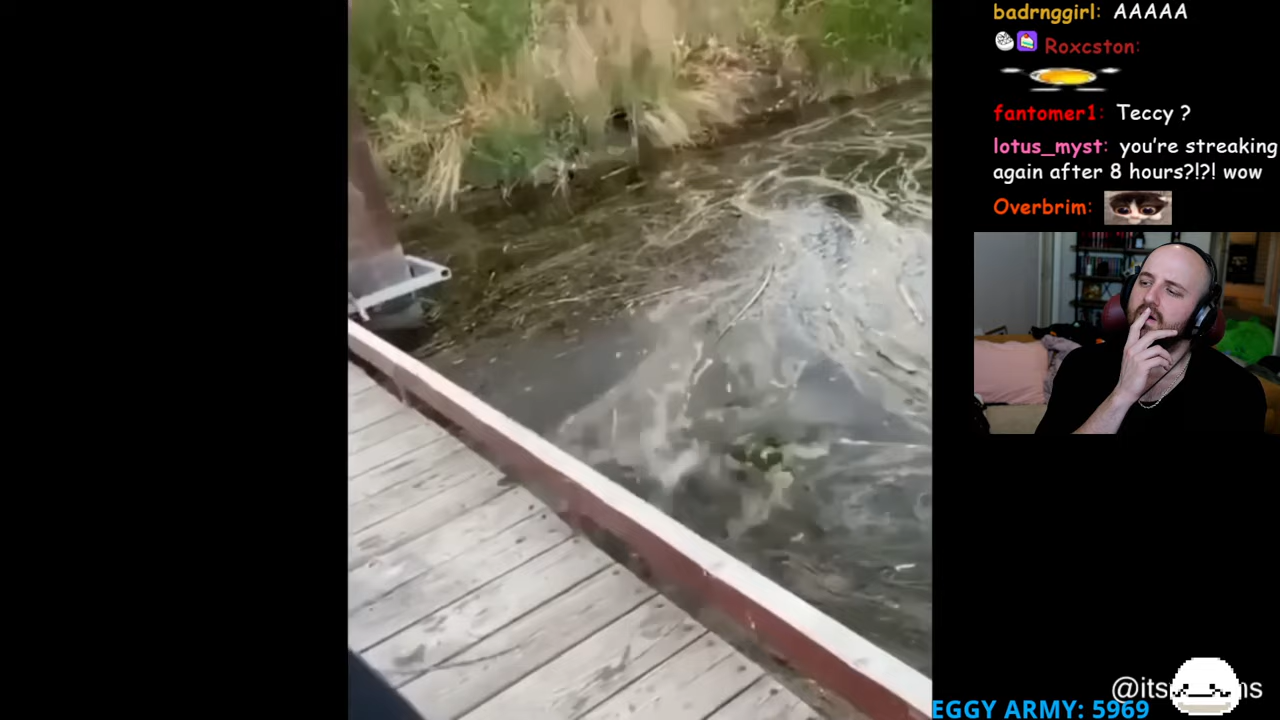 badrnggirl: AAAAA
Roxcston:
fantomer1: Teccy ?
lotus_myst: you're streaking
again after 8 hours?!?! wow
Overbrim:
EGGY ARMY: 5969